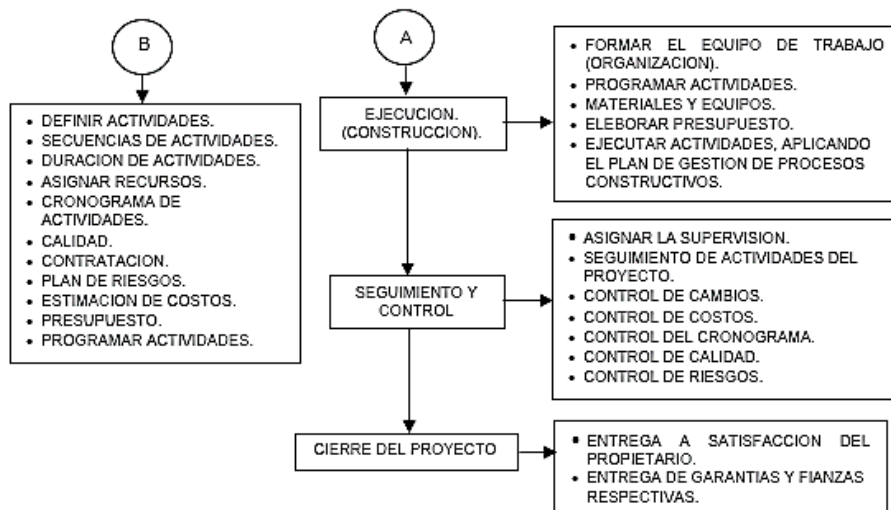 B
• DEFINIR ACTIVIDADES.
• SECUENCIAS DE ACTIVIDADES.
• DURACION DE ACTIVIDADES.
• ASIGNAR RECURSOS.
• CRONOGRAMA DE
ACTIVIDADES.
• CALIDAD.
• CONTRATACION.
• PLAN DE RIESGOS.
• ESTIMACION DE COSTOS.
• PRESUPUESTO.
• PROGRAMAR ACTIVIDADES.
A
EJECUCION.
(CONSTRUCCION).
• FORMAR EL EQUIPO DE TRABAJO
(ORGANIZACION).
• PROGRAMAR ACTIVIDADES.
• MATERIALES Y EQUIPOS.
• ELEBORAR PRESUPUESTO.
• EJECUTAR ACTIVIDADES, APLICANDO
EL PLAN DE GESTION DE PROCESOS
CONSTRUCTIVOS.
SEGUIMIENTO Y
CONTROL
• ASIGNAR LA SUPERVISION.
• SEGUIMIENTO DE ACTIVIDADES DEL
PROYECTO.
• CONTROL DE CAMBIOS.
• CONTROL DE COSTOS.
• CONTROL DEL CRONOGRAMA.
• CONTROL DE CALIDAD.
• CONTROL DE RIESGOS.
CIERRE DEL PROYECTO
• ENTREGA A SATISFACCION DEL
PROPIETARIO.
• ENTREGA DE GARANTIAS Y FIANZAS
RESPECTIVAS.